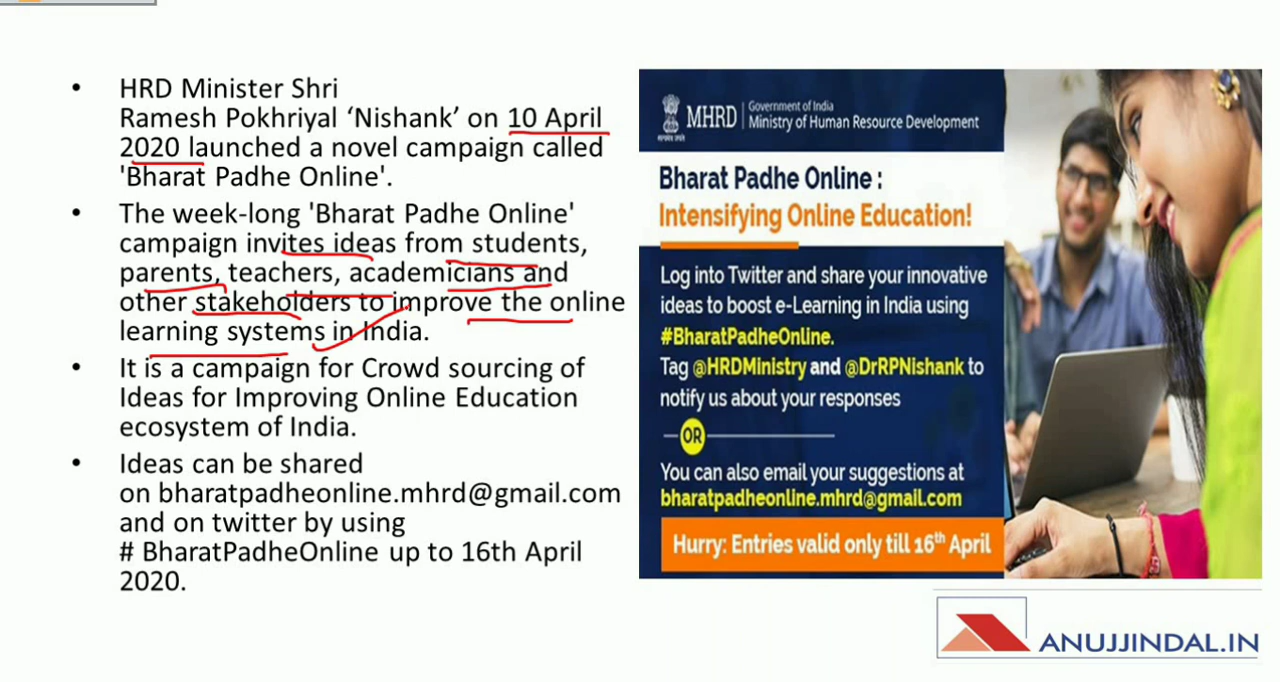 • HRD Minister Shri
Ramesh Pokhriyal ‘Nishank’ on 10 April
2020 launched a novel campaign called
'Bharat Padhe Online'.
• The week-long 'Bharat Padhe Online'
campaign invites ideas from students,
parents, teachers, academicians and
other stakeholders to improve the online
learning systems in India.
• It is a campaign for Crowd sourcing of
Ideas for Improving Online Education
ecosystem of India.
• Ideas can be shared
on bharatpadheonline.mhrd@gmail.com
and on twitter by using
# BharatPadheOnline up to 16th April
2020.
MHRD
Government of India
Ministry of Human Resource Development
Bharat Padhe Online :
Intensifying Online Education!
Log into Twitter and share your innovative
ideas to boost e-Learning in India using
#BharatPadheOnline.
Tag @HRDMinistry and @DrRPNishank to
notify us about your responses
OR
You can also email your suggestions at
bharatpadheonline.mhrd@gmail.com
Hurry: Entries valid only till 16th April
ANUJJINDAL.IN